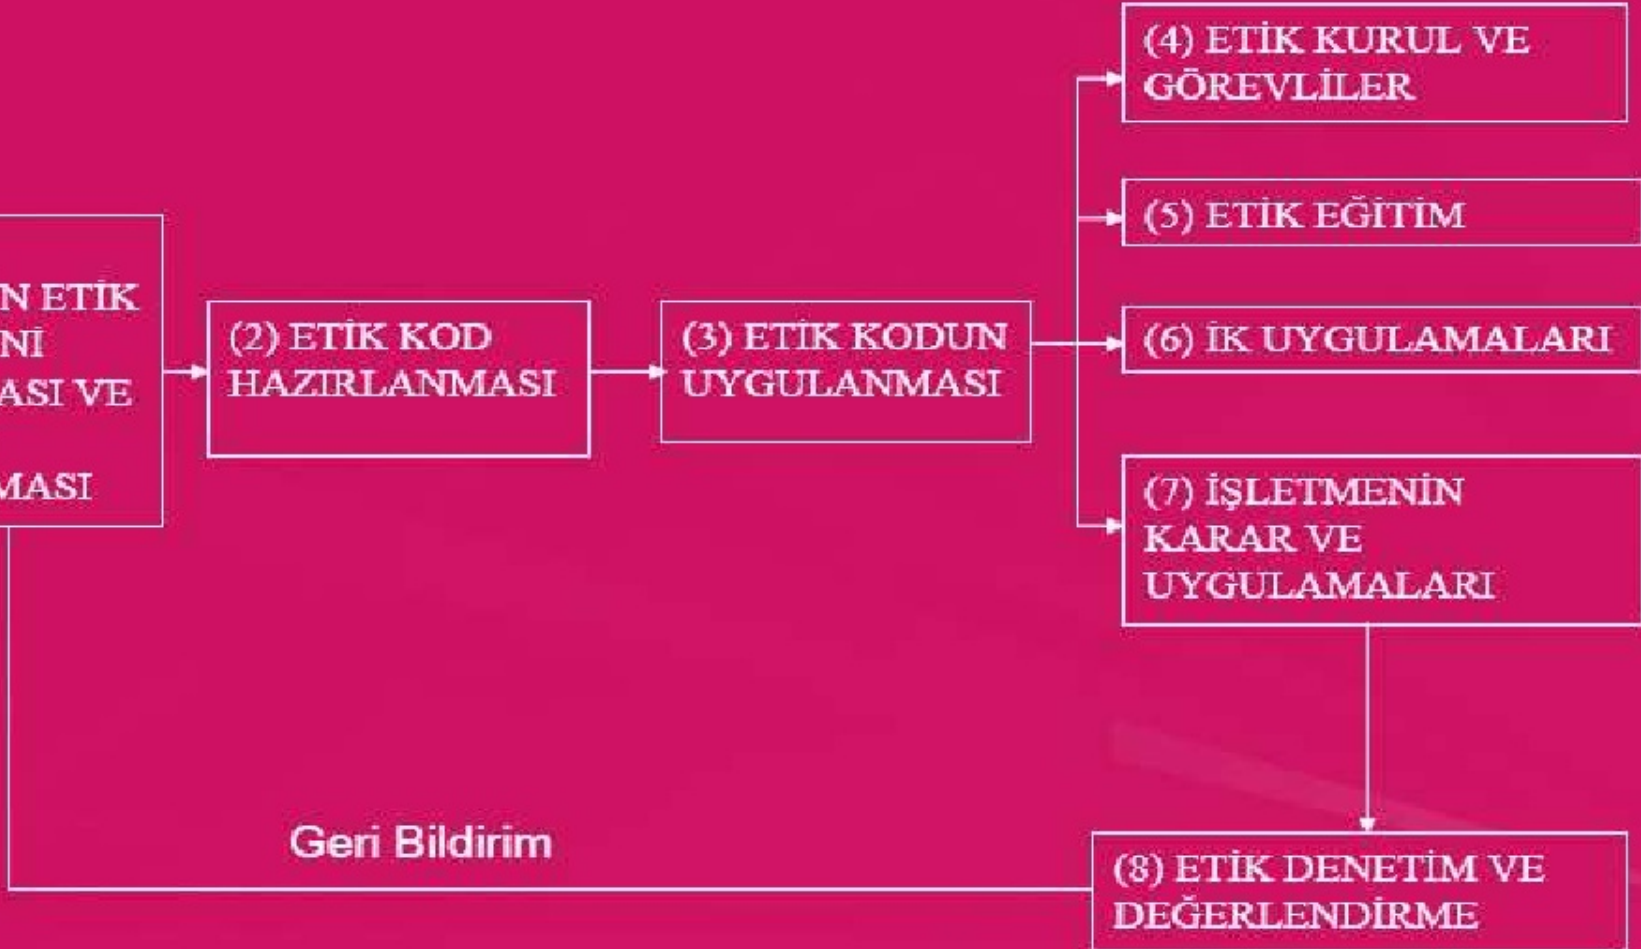 N ETİK
Nİ
ASI VE
MASI
(2) ETİK KOD
HAZIRLANMASI
(3) ETİK KODUN
UYGULANMASI
(4) ETİK KURUL VE
GÖREVLİLER
(5) ETİK EĞİTİM
(6) İK UYGULAMALARI
(7) İŞLETMENİN
KARAR VE
UYGULAMALARI
(8) ETİK DENETİM VE
DEĞERLENDİRME
Geri Bildirim